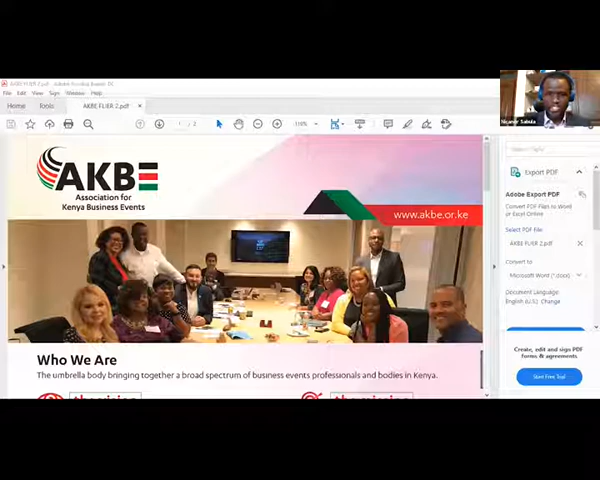 AKBE FLIER 2.pdf - Adobe Acrobat Reader DC
File Edit View Sign Window Help
Home Tools AKBE FLIER 2.pdf ×
AKBE
Association for
Kenya Business Events
www.akbe.or.ke
Who We Are
The umbrella body bringing together a broad spectrum of business events professionals and bodies in Kenya.
Export PDF
Adobe Export PDF
Convert PDF Files to Word
or Excel Online
Select PDF File
AKBE FLIER 2.pdf
Convert to
Microsoft Word (*.docx)
Document Language:
English (U.S.) Change
Create, edit and sign PDF
forms & agreements
Start Free Trial